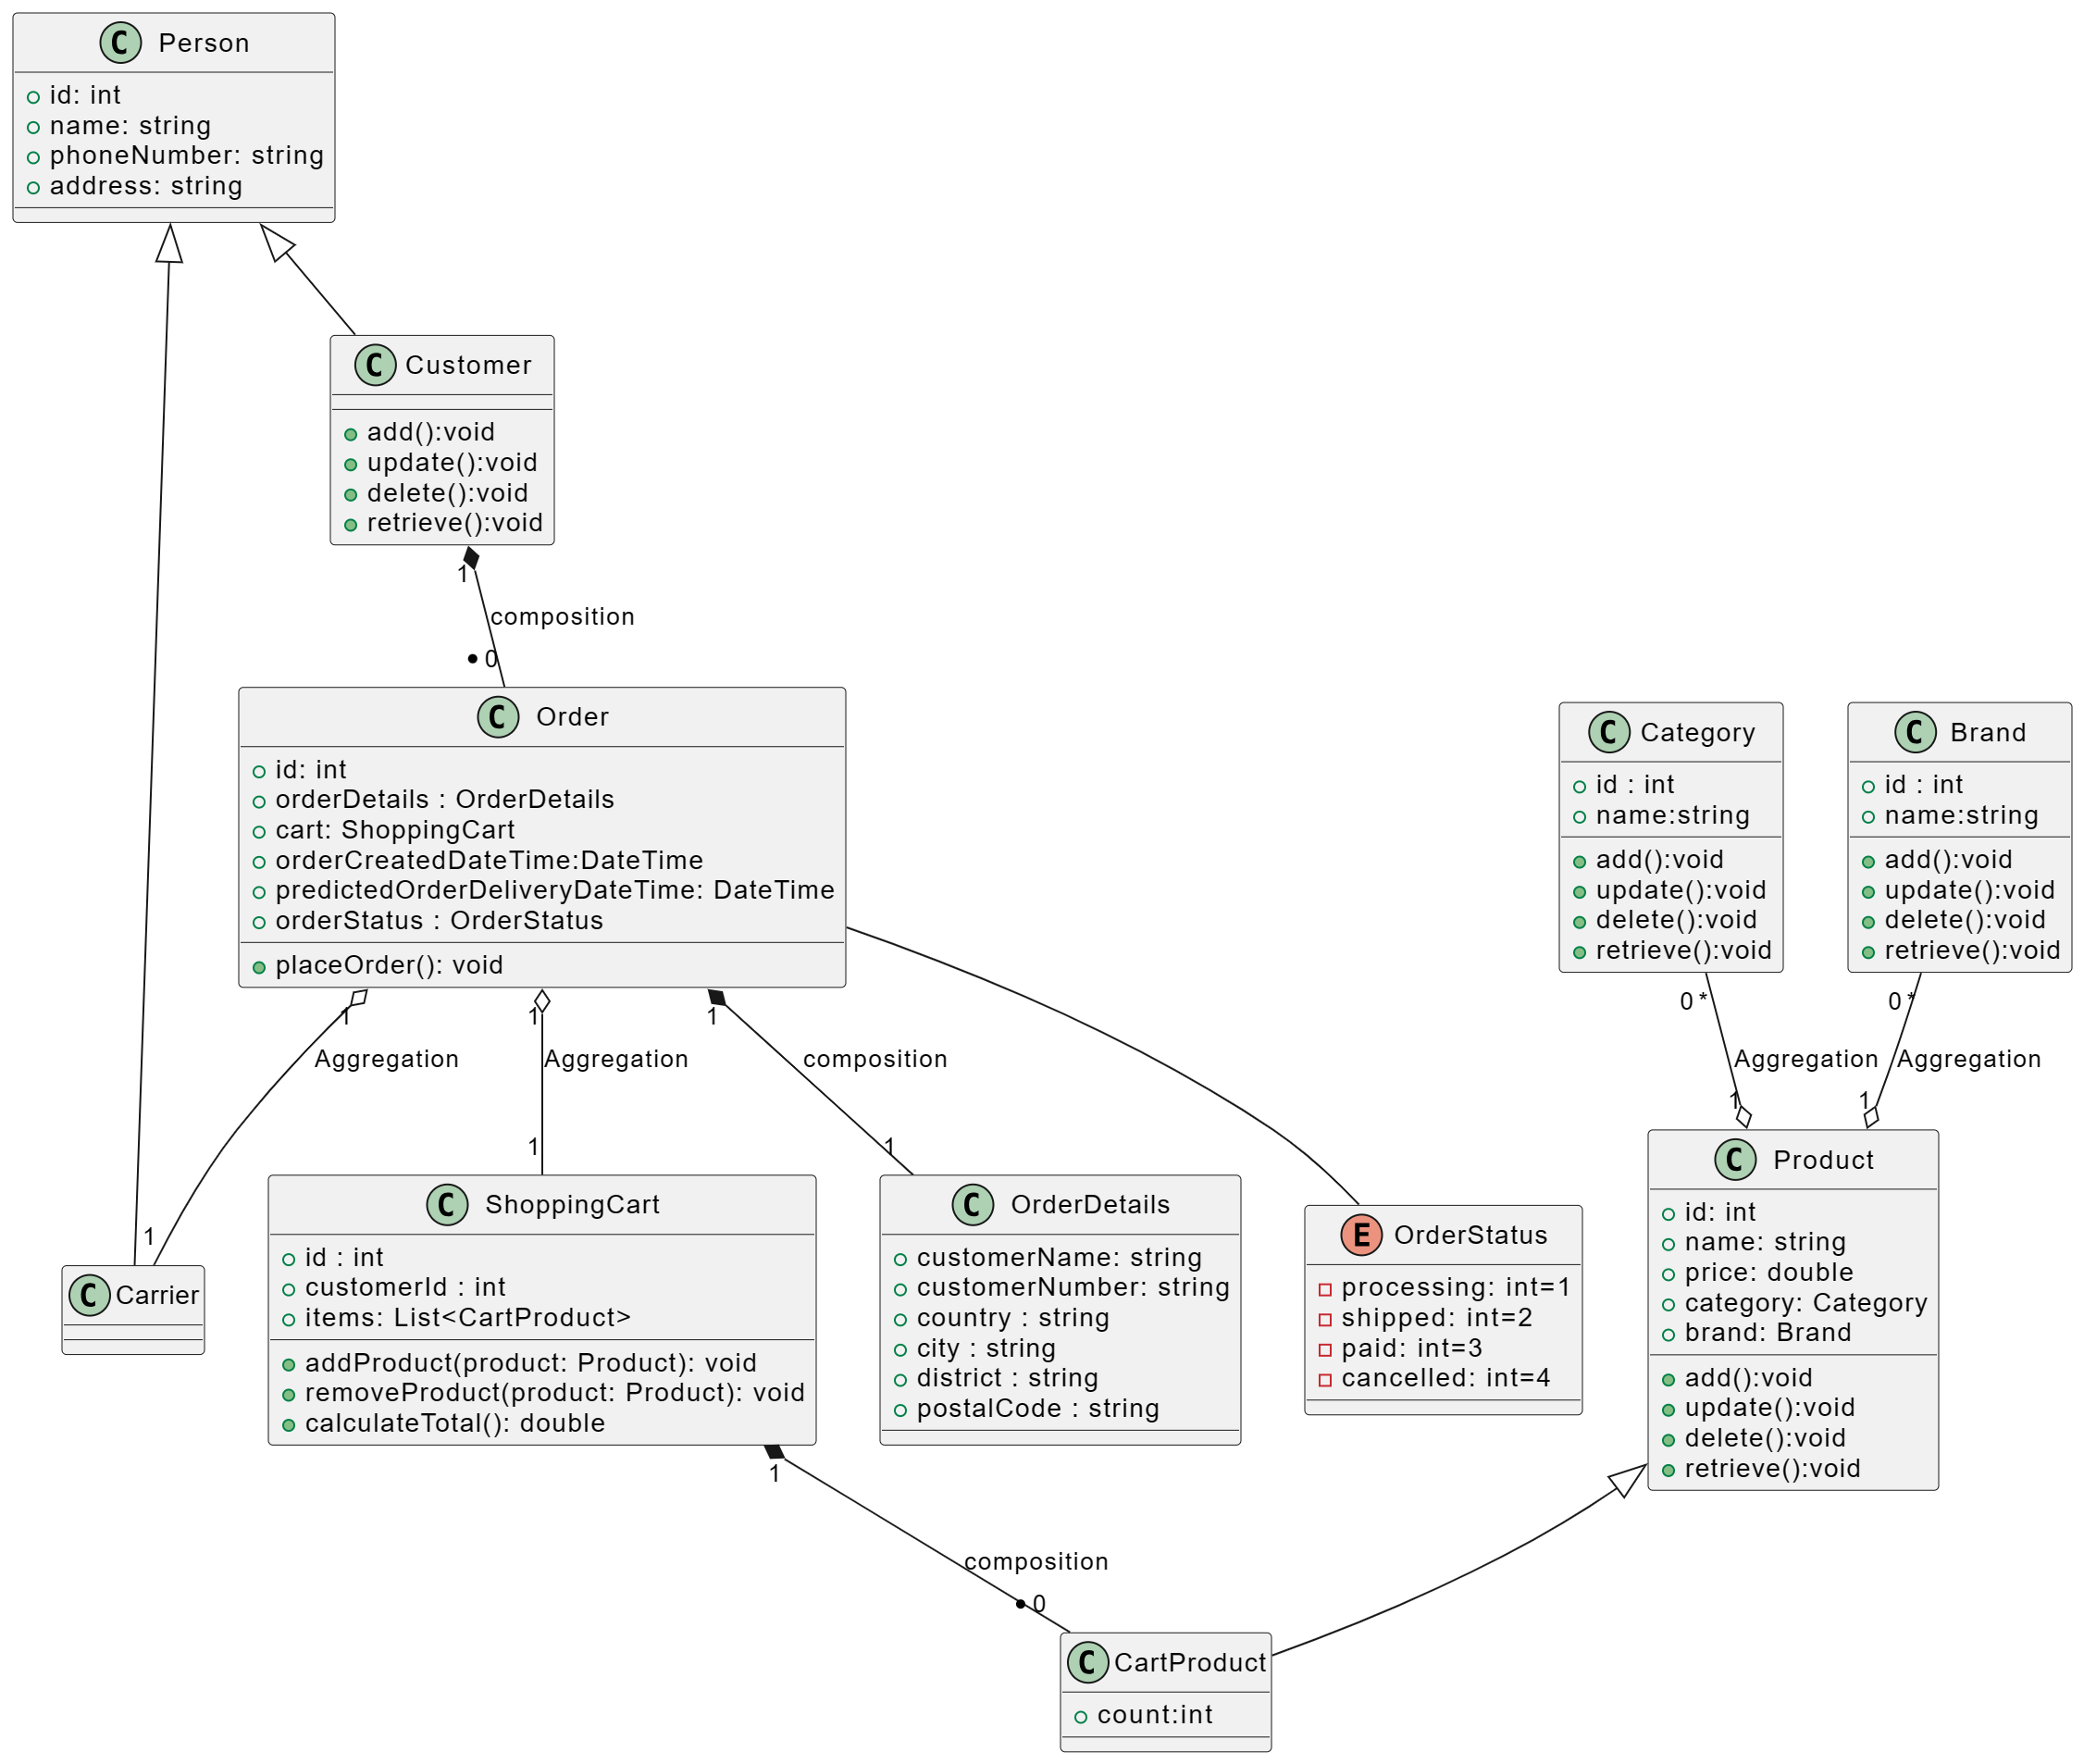 C Person
id: int
name: string
phoneNumber: string
address: string
C Customer
add():void
update():void
delete():void
retrieve():void
1
composition
• 0
C Order
id: int
orderDetails : OrderDetails
cart: ShoppingCart
orderCreatedDateTime:DateTime
predictedOrderDeliveryDateTime: DateTime
orderStatus : OrderStatus
placeOrder(): void
C Category
id : int
name:string
add():void
update():void
delete():void
retrieve():void
C Brand
id : int
name:string
add():void
update():void
delete():void
retrieve():void
1
Aggregation
1
1
Aggregation
1
1
composition
1
0 *
Aggregation
1
0 *
Aggregation
1
C Carrier
C ShoppingCart
id : int
customerId : int
items: List<CartProduct>
addProduct(product: Product): void
removeProduct(product: Product): void
calculateTotal(): double
C OrderDetails
customerName: string
customerNumber: string
country : string
city : string
district : string
postalCode : string
E OrderStatus
processing: int=1
shipped: int=2
paid: int=3
cancelled: int=4
C Product
id: int
name: string
price: double
category: Category
brand: Brand
add():void
update():void
delete():void
retrieve():void
1
composition
• 0
C CartProduct
count:int